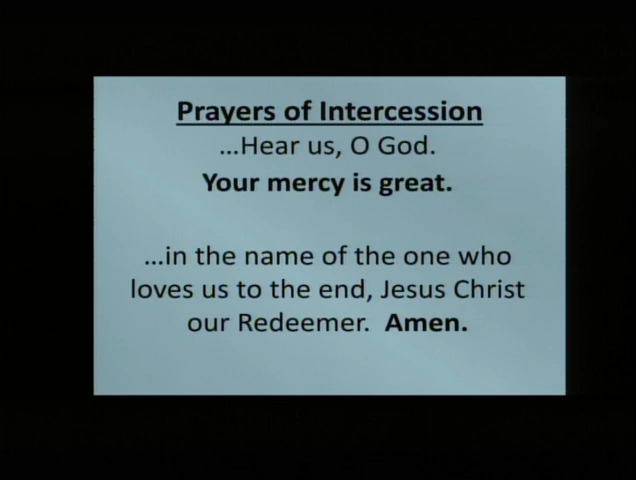 Prayers of Intercession
...Hear us, O God.
Your mercy is great.
...in the name of the one who
loves us to the end, Jesus Christ
our Redeemer. Amen.